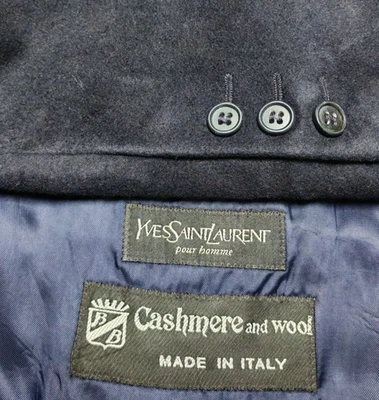 YVESSAINTLAURENT
pour homme
BB
Cashmere and wool
MADE IN ITALY